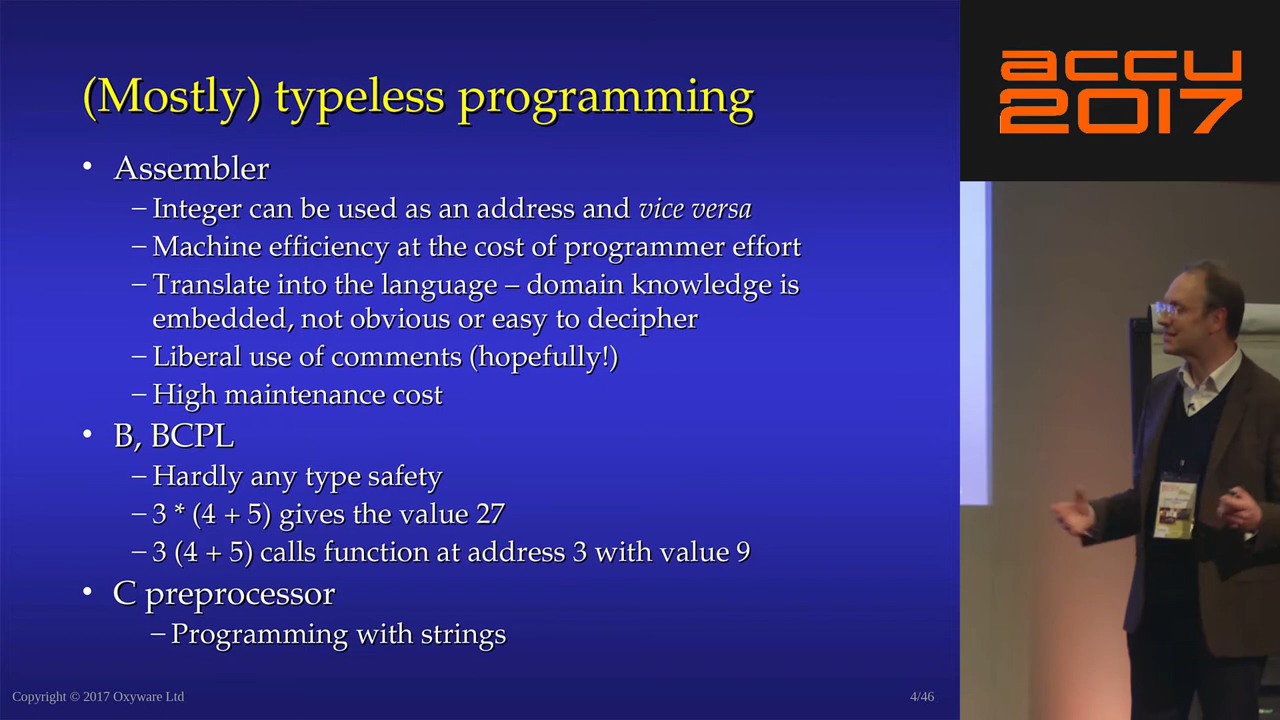 (Mostly) typeless programming
• Assembler
– Integer can be used as an address and vice versa
– Machine efficiency at the cost of programmer effort
– Translate into the language – domain knowledge is
embedded, not obvious or easy to decipher
– Liberal use of comments (hopefully!)
– High maintenance cost
• B, BCPL
– Hardly any type safety
– 3 * (4 + 5) gives the value 27
– 3 (4 + 5) calls function at address 3 with value 9
• C preprocessor
– Programming with strings
Copyright © 2017 Oxyware Ltd
4/46
accu
2017